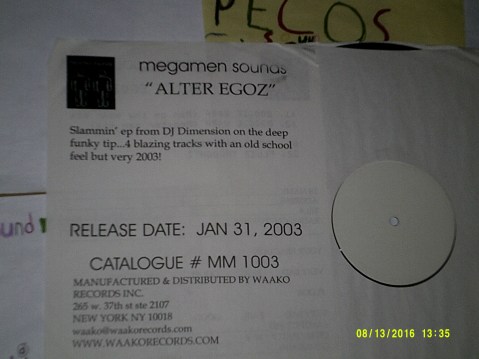 PECOS
megamen sounds
"ALTER EGOZ"
Slammin' ep from DJ Dimension on the deep
funky tip...4 blazing tracks with an old school
feel but very 2003!
RELEASE DATE: JAN 31, 2003
CATALOGUE # MM 1003
MANUFACTURED & DISTRIBUTED BY WAAKO
RECORDS INC.
265 w. 37th st ste 2107
NEW YORK NY 10018
waako@waakorecords.com
WWW.WAAKORECORDS.COM
08/13/2016 13:35